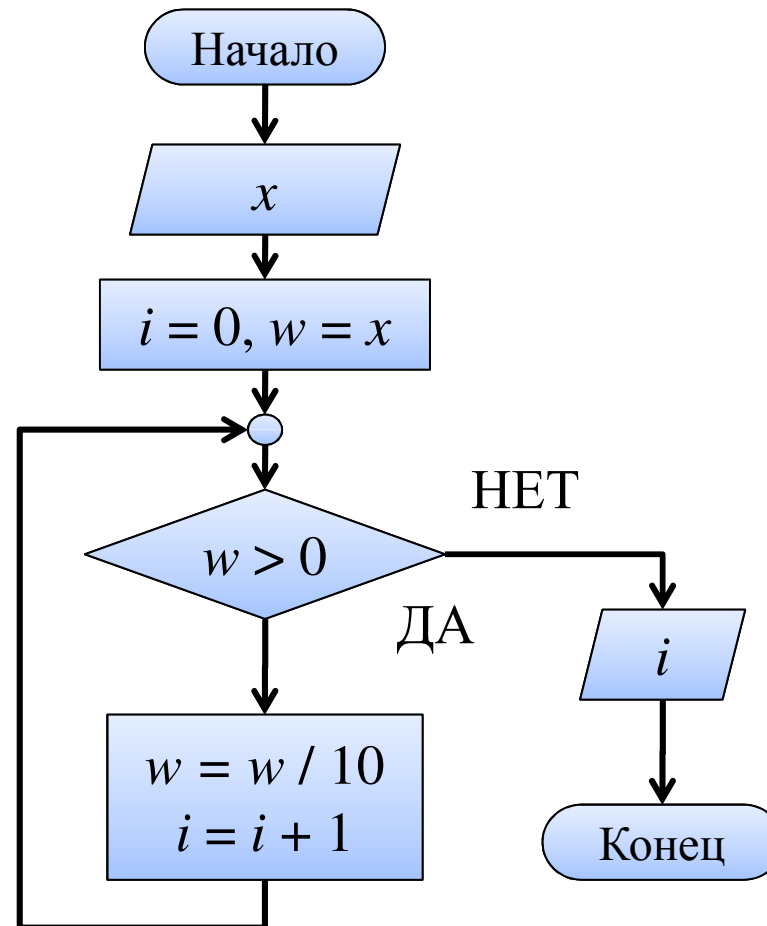 Начало
x
i = 0, w = x
НЕТ
w > 0
ДА
i
w = w / 10
i = i + 1
Конец